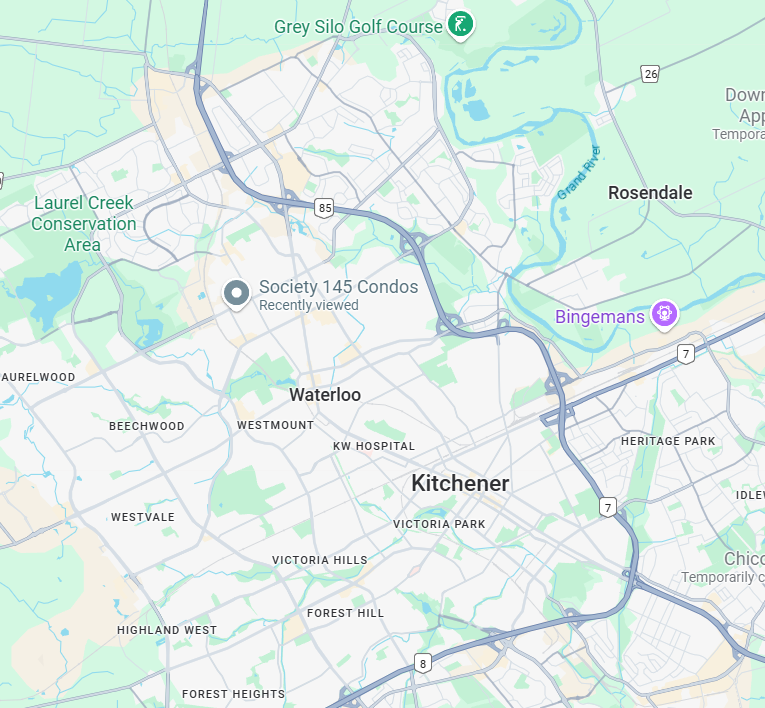 Grey Silo Golf Course
26
Down
App
Tempora
Grand River
Rosendale
Laurel Creek
Conservation
Area
85
Society 145 Condos
Recently viewed
Bingemans
7
AURELWOOD
Waterloo
BEECHWOOD
WESTMOUNT
KW HOSPITAL
HERITAGE PARK
Kitchener
IDLEW
7
WESTVALE
VICTORIA PARK
VICTORIA HILLS
Chico
Temporarily c
FOREST HILL
HIGHLAND WEST
8
FOREST HEIGHTS